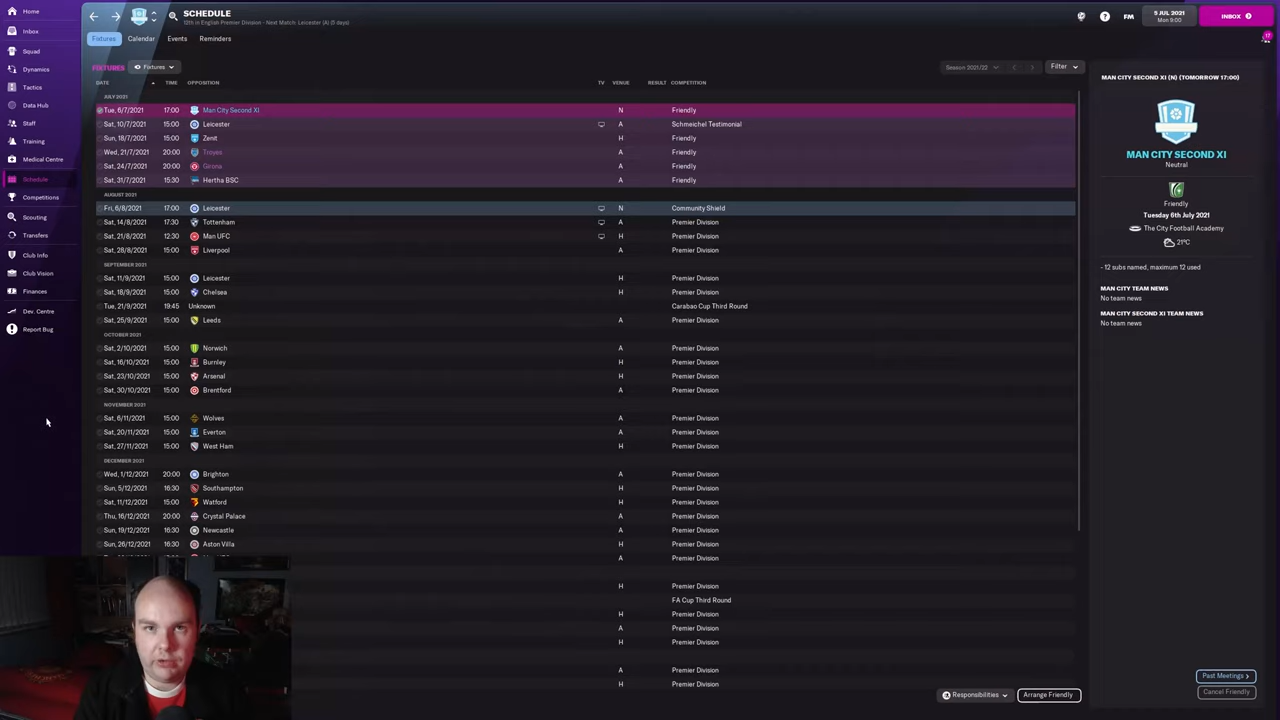 Home
Inbox
Squad
Dynamics
Tactics
Data Hub
Staff
Training
Medical Centre
Schedule
Competitions
Scouting
Transfers
Club Info
Club Vision
Finances
Dev. Centre
Report Bug
SCHEDULE
12th in English Premier Division - Next Match: Leicester (A) (5 days)
FM
5 JUL 2021
Mon 9:00
INBOX
17
Fixtures Calendar Events Reminders
FIXTURES Fixtures
Season 2021/22 Filter
DATE TIME OPPOSITION TV VENUE RESULT COMPETITION
JULY 2021
Tue, 6/7/2021 17:00 Man City Second XI N Friendly
Sat, 10/7/2021 15:00 Leicester A Schmeichel Testimonial
Sun, 18/7/2021 15:00 Zenit H Friendly
Wed, 21/7/2021 20:00 Troyes A Friendly
Sat, 24/7/2021 20:00 Girona A Friendly
Sat, 31/7/2021 15:30 Hertha BSC A Friendly
AUGUST 2021
Fri, 6/8/2021 17:00 Leicester N Community Shield
Sat, 14/8/2021 17:30 Tottenham A Premier Division
Sat, 21/8/2021 12:30 Man UFC H Premier Division
Sat, 28/8/2021 15:00 Liverpool A Premier Division
SEPTEMBER 2021
Sat, 11/9/2021 15:00 Leicester H Premier Division
Sat, 18/9/2021 15:00 Chelsea H Premier Division
Tue, 21/9/2021 19:45 Unknown Carabao Cup Third Round
Sat, 25/9/2021 15:00 Leeds A Premier Division
OCTOBER 2021
Sat, 2/10/2021 15:00 Norwich A Premier Division
Sat, 16/10/2021 15:00 Burnley H Premier Division
Sat, 23/10/2021 15:00 Arsenal H Premier Division
Sat, 30/10/2021 15:00 Brentford A Premier Division
NOVEMBER 2021
Sat, 6/11/2021 15:00 Wolves A Premier Division
Sat, 20/11/2021 15:00 Everton A Premier Division
Sat, 27/11/2021 15:00 West Ham H Premier Division
DECEMBER 2021
Wed, 1/12/2021 20:00 Brighton A Premier Division
Sun, 5/12/2021 16:30 Southampton H Premier Division
Sat, 11/12/2021 15:00 Watford H Premier Division
Thu, 16/12/2021 20:00 Crystal Palace A Premier Division
Sun, 19/12/2021 16:30 Newcastle A Premier Division
Sun, 26/12/2021 16:30 Aston Villa H Premier Division
A Premier Division
H Premier Division
FA Cup Third Round
H Premier Division
A Premier Division
H Premier Division
A Premier Division
H Premier Division
Responsibilities Arrange Friendly
MAN CITY SECOND XI (N) (TOMORROW 17:00)
MAN CITY SECOND XI
Neutral
Friendly
Tuesday 6th July 2021
The City Football Academy
21°C
- 12 subs named, maximum 12 used
MAN CITY TEAM NEWS
No team news
MAN CITY SECOND XI TEAM NEWS
No team news
Past Meetings
Cancel Friendly